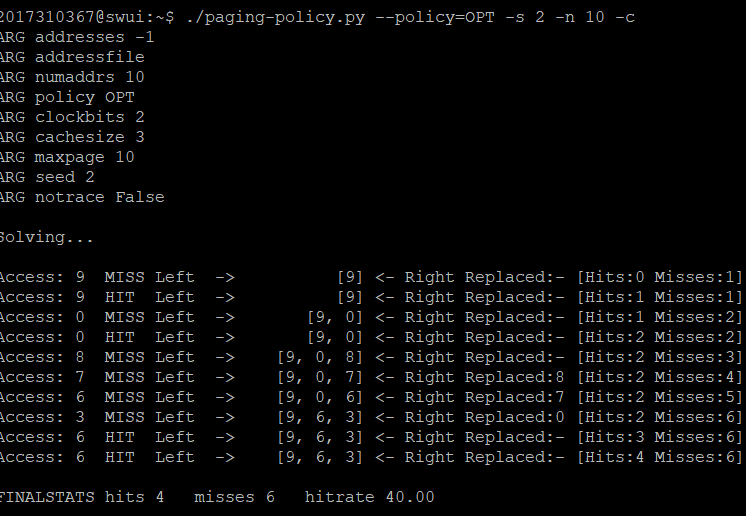 2017310367@swui:~$ ./paging-policy.py --policy=OPT -s 2 -n 10 -c
ARG addresses -1
ARG addressfile
ARG numaddrs 10
ARG policy OPT
ARG clockbits 2
ARG cachesize 3
ARG maxpage 10
ARG seed 2
ARG notrace False
Solving...
Access: 9  MISS Left  ->          [9] <- Right Replaced:- [Hits:0 Misses:1]
Access: 9  HIT  Left  ->          [9] <- Right Replaced:- [Hits:1 Misses:1]
Access: 0  MISS Left  ->       [9, 0] <- Right Replaced:- [Hits:1 Misses:2]
Access: 0  HIT  Left  ->       [9, 0] <- Right Replaced:- [Hits:2 Misses:2]
Access: 8  MISS Left  ->    [9, 0, 8] <- Right Replaced:- [Hits:2 Misses:3]
Access: 7  MISS Left  ->    [9, 0, 7] <- Right Replaced:8 [Hits:2 Misses:4]
Access: 6  MISS Left  ->    [9, 0, 6] <- Right Replaced:7 [Hits:2 Misses:5]
Access: 3  MISS Left  ->    [9, 6, 3] <- Right Replaced:0 [Hits:2 Misses:6]
Access: 6  HIT  Left  ->    [9, 6, 3] <- Right Replaced:- [Hits:3 Misses:6]
Access: 6  HIT  Left  ->    [9, 6, 3] <- Right Replaced:- [Hits:4 Misses:6]
FINALSTATS hits 4   misses 6   hitrate 40.00